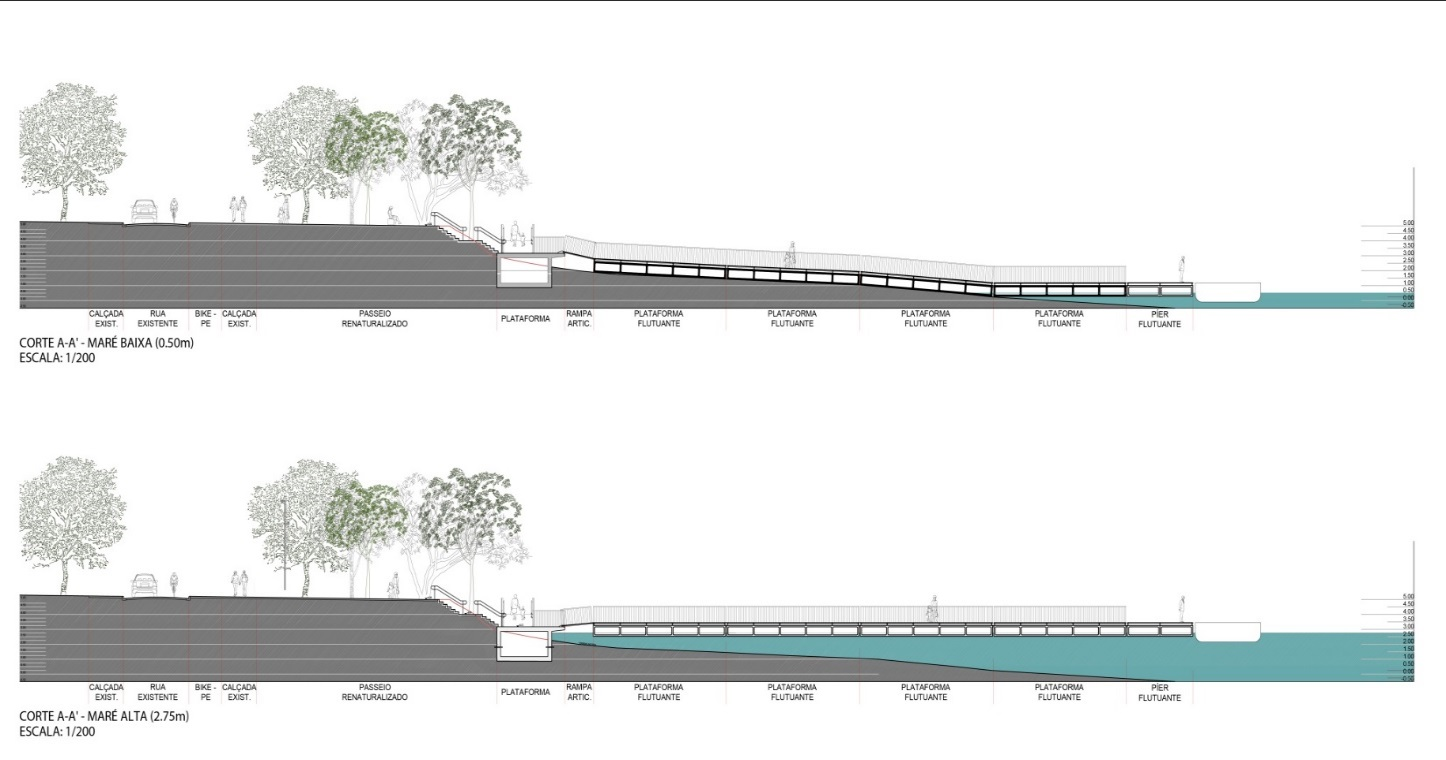 5.00
4.50
4.00
3.50
3.00
2.50
2.00
1.50
1.00
0.50
0.00
-0.50
CALÇADA EXIST.
RUA EXISTENTE
BIKE - PE
CALÇADA EXIST.
PASSEIO RENATURALIZADO
PLATAFORMA
RAMPA ARTIC.
PLATAFORMA FLUTUANTE
PLATAFORMA FLUTUANTE
PLATAFORMA FLUTUANTE
PLATAFORMA FLUTUANTE
PÍER FLUTUANTE
CORTE A-A' - MARÉ BAIXA (0.50m)
ESCALA: 1/200
5.00
4.50
4.00
3.50
3.00
2.50
2.00
1.50
1.00
0.50
0.00
-0.50
CALÇADA EXIST.
RUA EXISTENTE
BIKE - PE
CALÇADA EXIST.
PASSEIO RENATURALIZADO
PLATAFORMA
RAMPA ARTIC.
PLATAFORMA FLUTUANTE
PLATAFORMA FLUTUANTE
PLATAFORMA FLUTUANTE
PLATAFORMA FLUTUANTE
PÍER FLUTUANTE
CORTE A-A' - MARÉ ALTA (2.75m)
ESCALA: 1/200